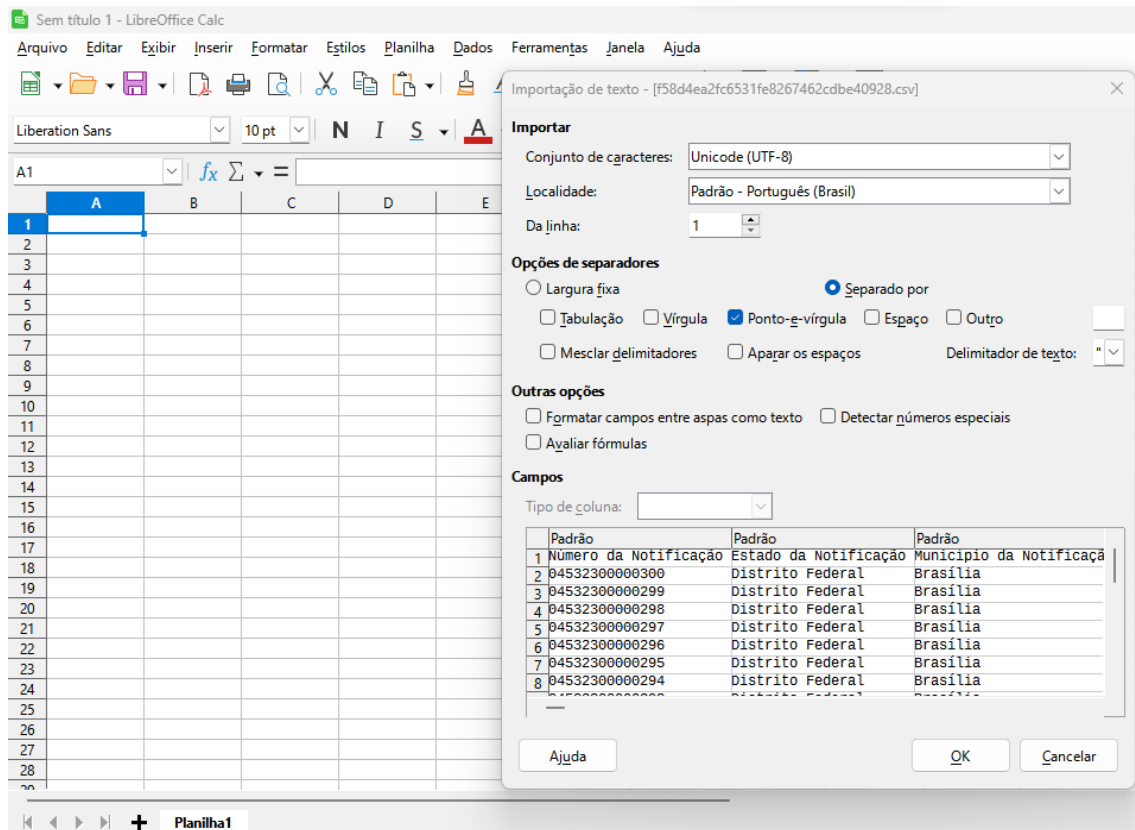 Sem título 1 - LibreOffice Calc
Arquivo Editar Exibir Inserir Formatar Estilos Planilha Dados Ferramentas Janela Ajuda
Importação de texto - [f58d4ea2fc6531fe8267462cdbe40928.csv]
Liberation Sans 10 pt N I S A
A1 fx Σ =
A B C D E
1
2
3
4
5
6
7
8
9
10
11
12
13
14
15
16
17
18
19
20
21
22
23
24
25
26
27
28
Importar
Conjunto de caracteres: Unicode (UTF-8)
Localidade: Padrão - Português (Brasil)
Da linha: 1
Opções de separadores
Largura fixa Separado por
Tabulação Vírgula Ponto-e-vírgula Espaço Outro
Mesclar delimitadores Aparar os espaços Delimitador de texto: "
Outras opções
Formatar campos entre aspas como texto Detectar números especiais
Avaliar fórmulas
Campos
Tipo de coluna:
Padrão Padrão Padrão
1 Número da Notificação Estado da Notificação Município da Notificaçã
2 04532300000300 Distrito Federal Brasília
3 04532300000299 Distrito Federal Brasília
4 04532300000298 Distrito Federal Brasília
5 04532300000297 Distrito Federal Brasília
6 04532300000296 Distrito Federal Brasília
7 04532300000295 Distrito Federal Brasília
8 04532300000294 Distrito Federal Brasília
Ajuda OK Cancelar
Planilha1